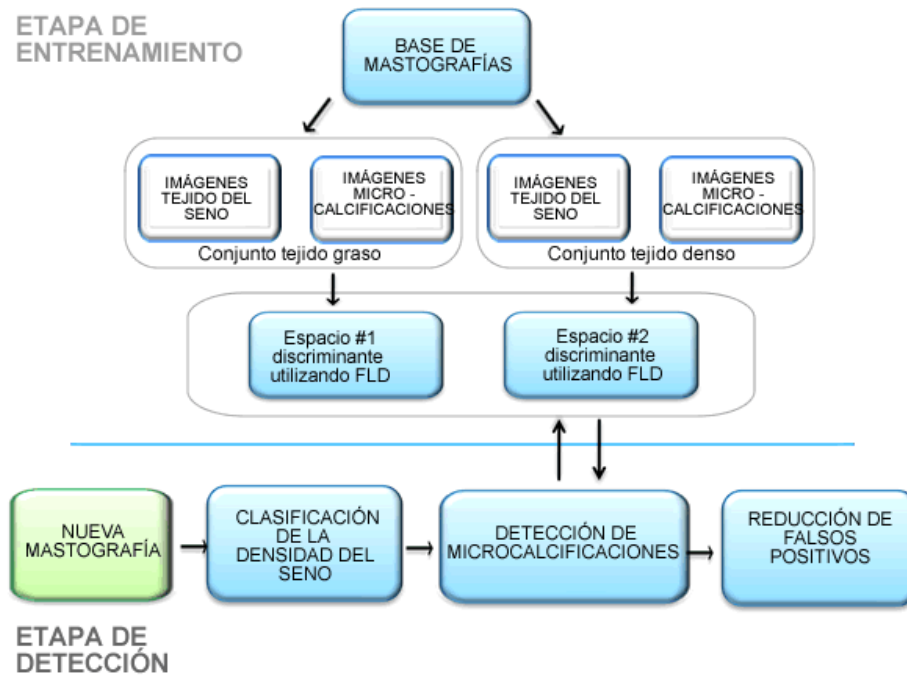 ETAPA DE
ENTRENAMIENTO
BASE DE
MASTOGRAFÍAS
IMÁGENES
TEJIDO DEL
SENO
IMÁGENES
MICRO -
CALCIFICACIONES
Conjunto tejido graso
IMÁGENES
TEJIDO DEL
SENO
IMÁGENES
MICRO -
CALCIFICACIONES
Conjunto tejido denso
Espacio #1
discriminante
utilizando FLD
Espacio #2
discriminante
utilizando FLD
NUEVA
MASTOGRAFÍA
CLASIFICACIÓN
DE LA
DENSIDAD DEL
SENO
DETECCIÓN DE
MICROCALCIFICACIONES
REDUCCIÓN DE
FALSOS
POSITIVOS
ETAPA DE
DETECCIÓN